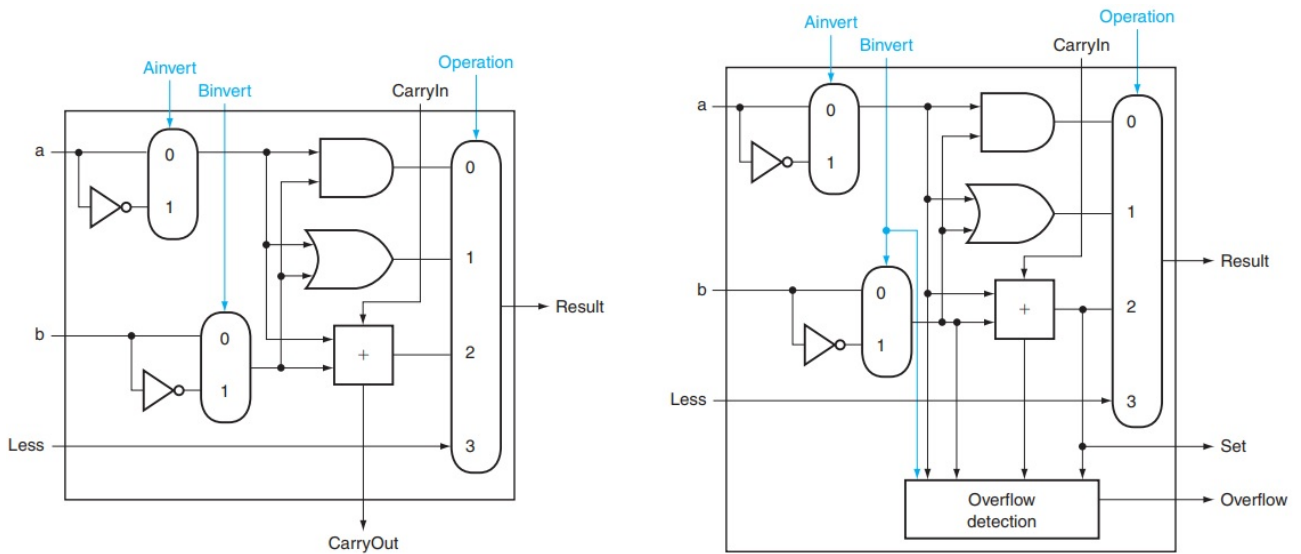 Ainvert
Binvert
CarryIn
Operation
a
0
1
b
0
1
+
Less
0
1
2
3
Result
CarryOut
Ainvert
Binvert
CarryIn
Operation
a
0
1
b
0
1
+
Less
0
1
2
3
Result
Set
Overflow
detection
Overflow